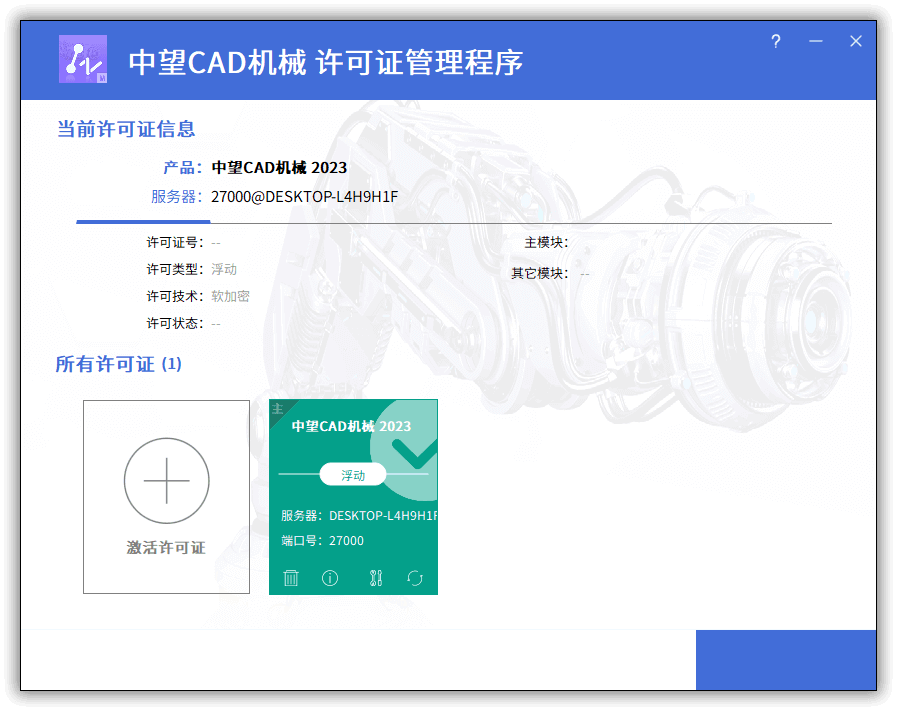 中望CAD机械 许可证管理程序
?
当前许可证信息
产品: 中望CAD机械 2023
服务器: 27000@DESKTOP-L4H9H1F
许可证号: --
主模块:
许可类型: 浮动
其它模块: --
许可技术: 软加密
许可状态: --
所有许可证 (1)
主
中望CAD机械 2023
浮动
服务器: DESKTOP-L4H9H1F
端口号: 27000
激活许可证